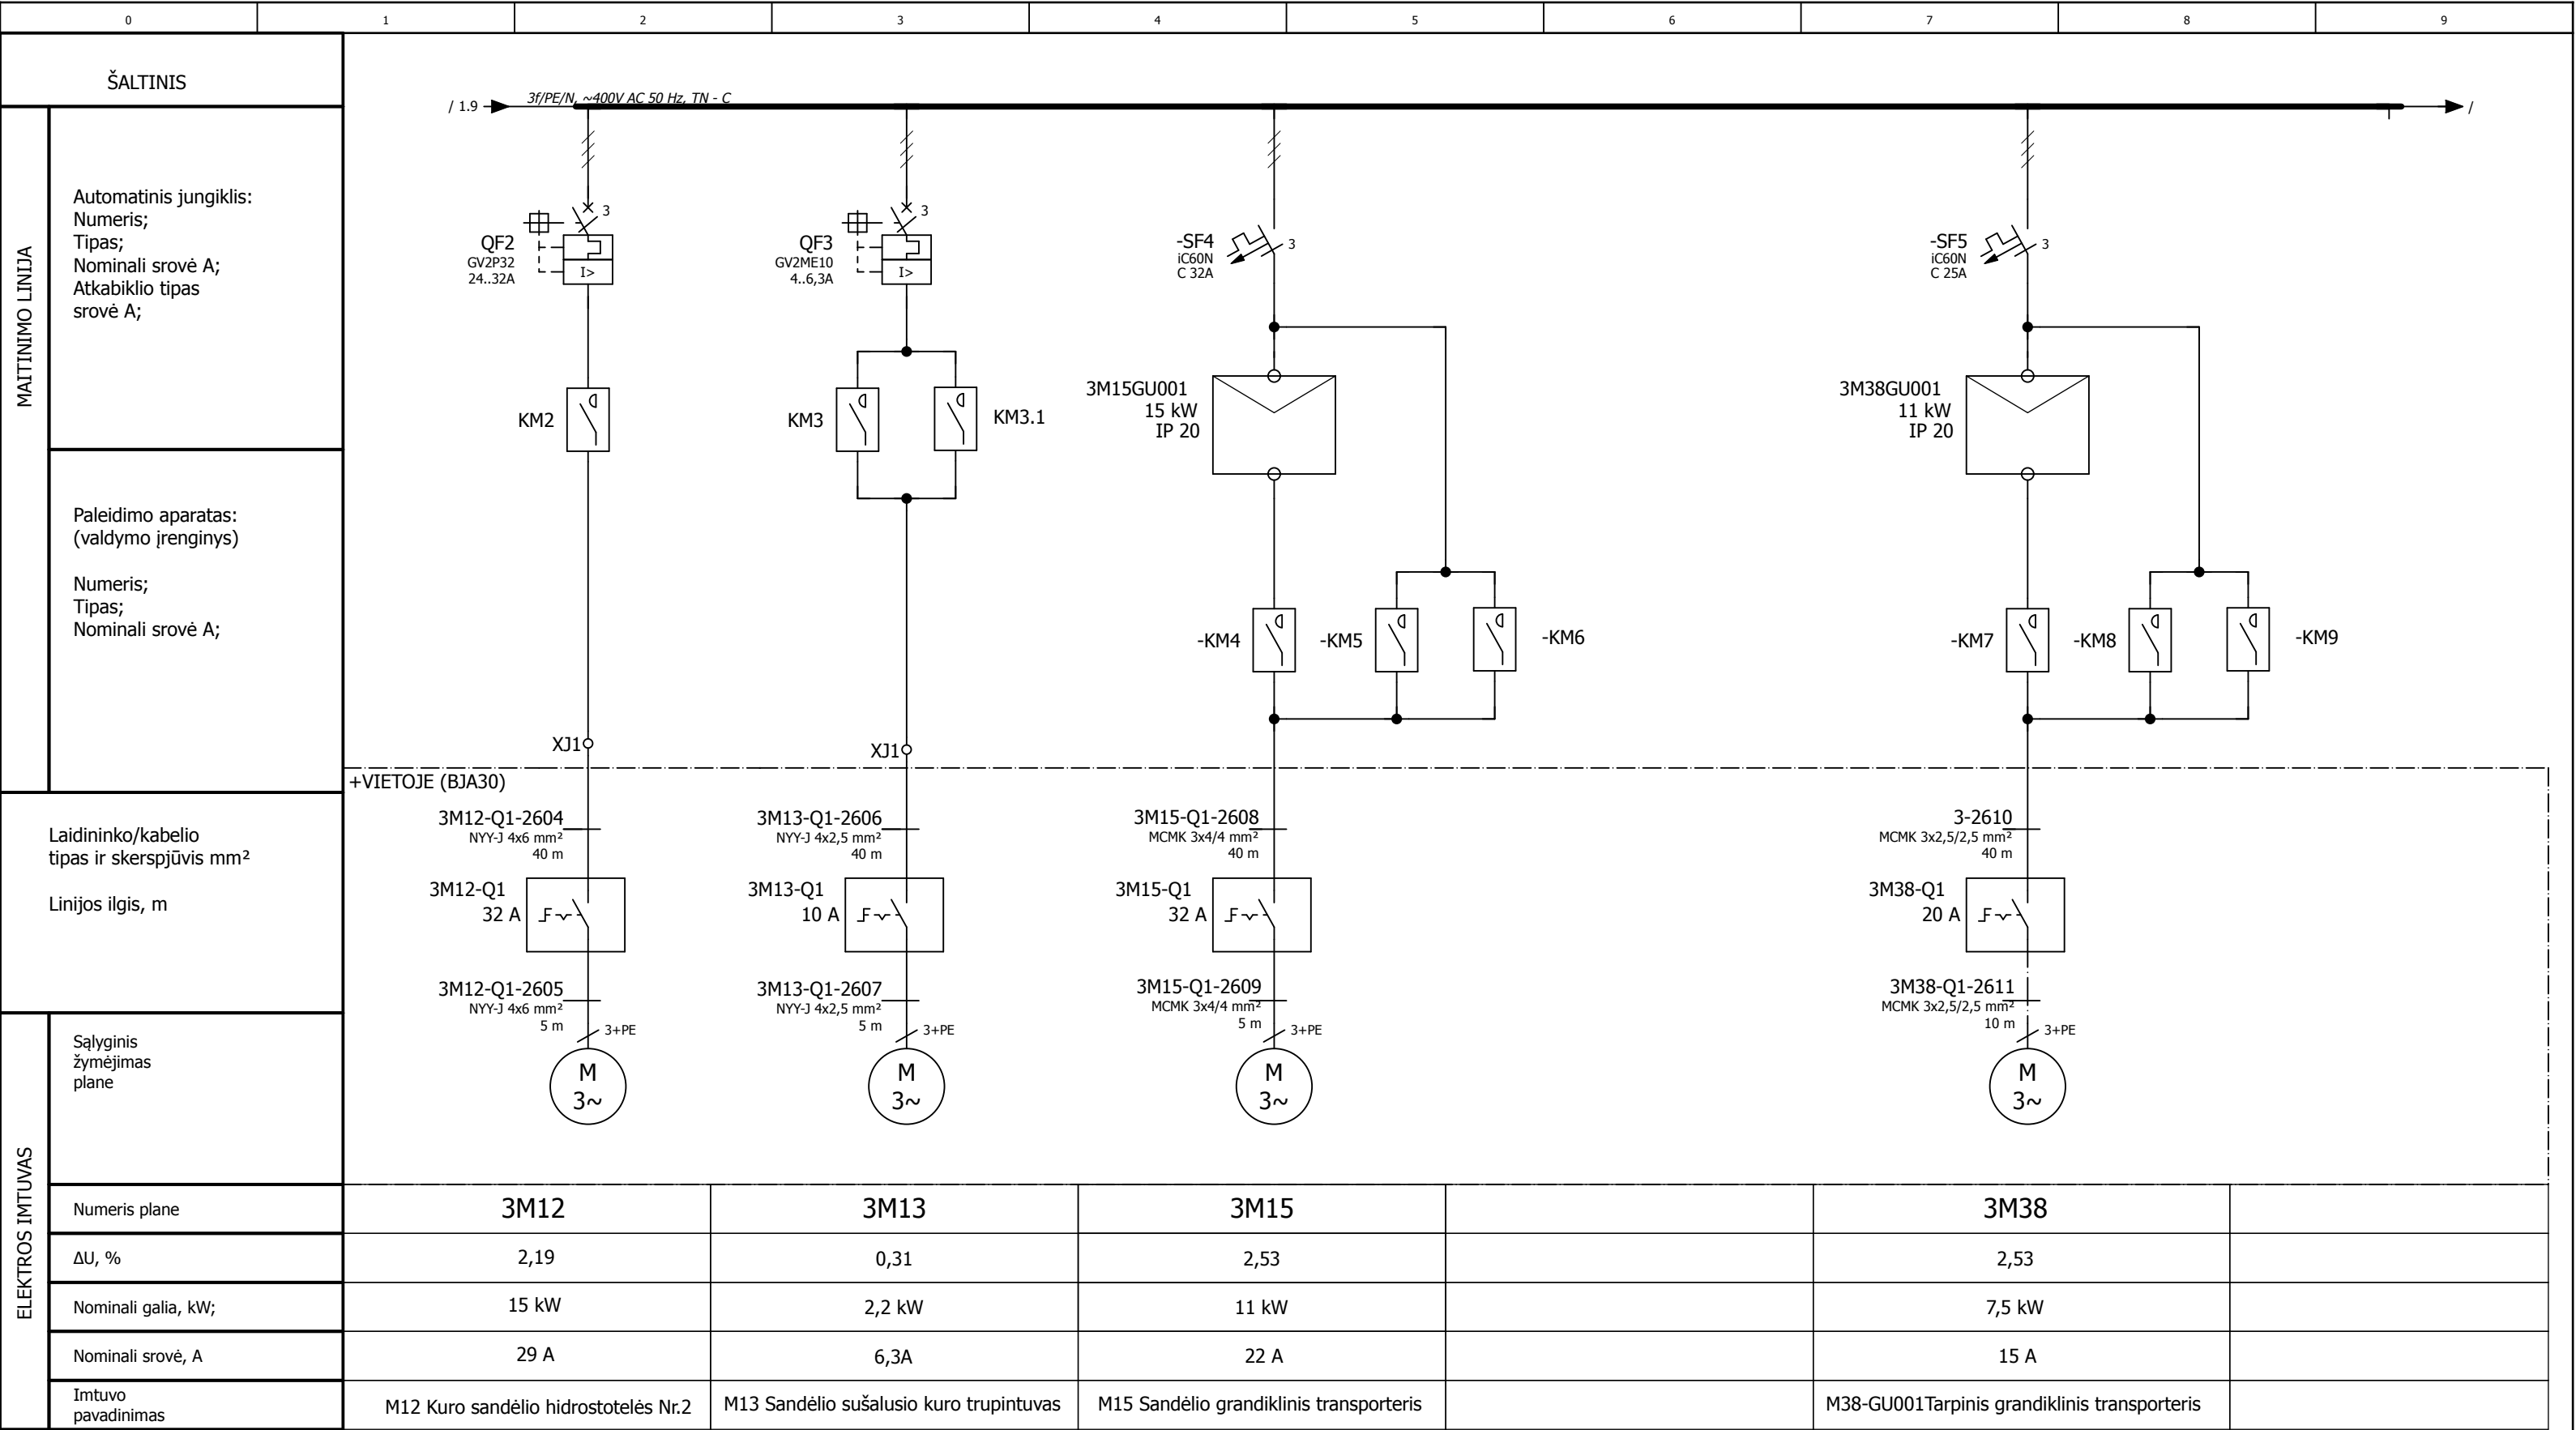 0 1 2 3 4 5 6 7 8 9
ŠALTINIS
/ 1.9
3f/PE/N, ~400V AC 50 Hz, TN - C
/
MAITINIMO LINIJA
Automatinis jungiklis:
Numeris;
Tipas;
Nominali srovė A;
Atkabiklio tipas
srovė A;
3
QF2
GV2P32
24..32A
I>
3
QF3
GV2ME10
4..6,3A
I>
-SF4
iC60N
C 32A
3
-SF5
iC60N
C 25A
3
KM2
KM3
KM3.1
3M15GU001
15 kW
IP 20
3M38GU001
11 kW
IP 20
Paleidimo aparatas:
(valdymo įrenginys)
Numeris;
Tipas;
Nominali srovė A;
-KM4
-KM5
-KM6
-KM7
-KM8
-KM9
XJ1
XJ1
+VIETOJE (BJA30)
Laidininko/kabelio
tipas ir skerspjūvis mm²
Linijos ilgis, m
3M12-Q1-2604
NYY-J 4x6 mm²
40 m
3M13-Q1-2606
NYY-J 4x2,5 mm²
40 m
3M15-Q1-2608
MCMK 3x4/4 mm²
40 m
3-2610
MCMK 3x2,5/2,5 mm²
40 m
3M12-Q1
32 A
3M13-Q1
10 A
3M15-Q1
32 A
3M38-Q1
20 A
3M12-Q1-2605
NYY-J 4x6 mm²
5 m
3+PE
3M13-Q1-2607
NYY-J 4x2,5 mm²
5 m
3+PE
3M15-Q1-2609
MCMK 3x4/4 mm²
5 m
3+PE
3M38-Q1-2611
MCMK 3x2,5/2,5 mm²
10 m
3+PE
ELEKTROS IMTUVAS
Sąlyginis
žymėjimas
plane
M
3~
M
3~
M
3~
M
3~
Numeris plane 3M12 3M13 3M15 3M38
ΔU, % 2,19 0,31 2,53 2,53
Nominali galia, kW; 15 kW 2,2 kW 11 kW 7,5 kW
Nominali srovė, A 29 A 6,3A 22 A 15 A
Imtuvo
pavadinimas
M12 Kuro sandėlio hidrostotelės Nr.2
M13 Sandėlio sušalusio kuro trupintuvas
M15 Sandėlio grandiklinis transporteris
M38-GU001Tarpinis grandiklinis transporteris